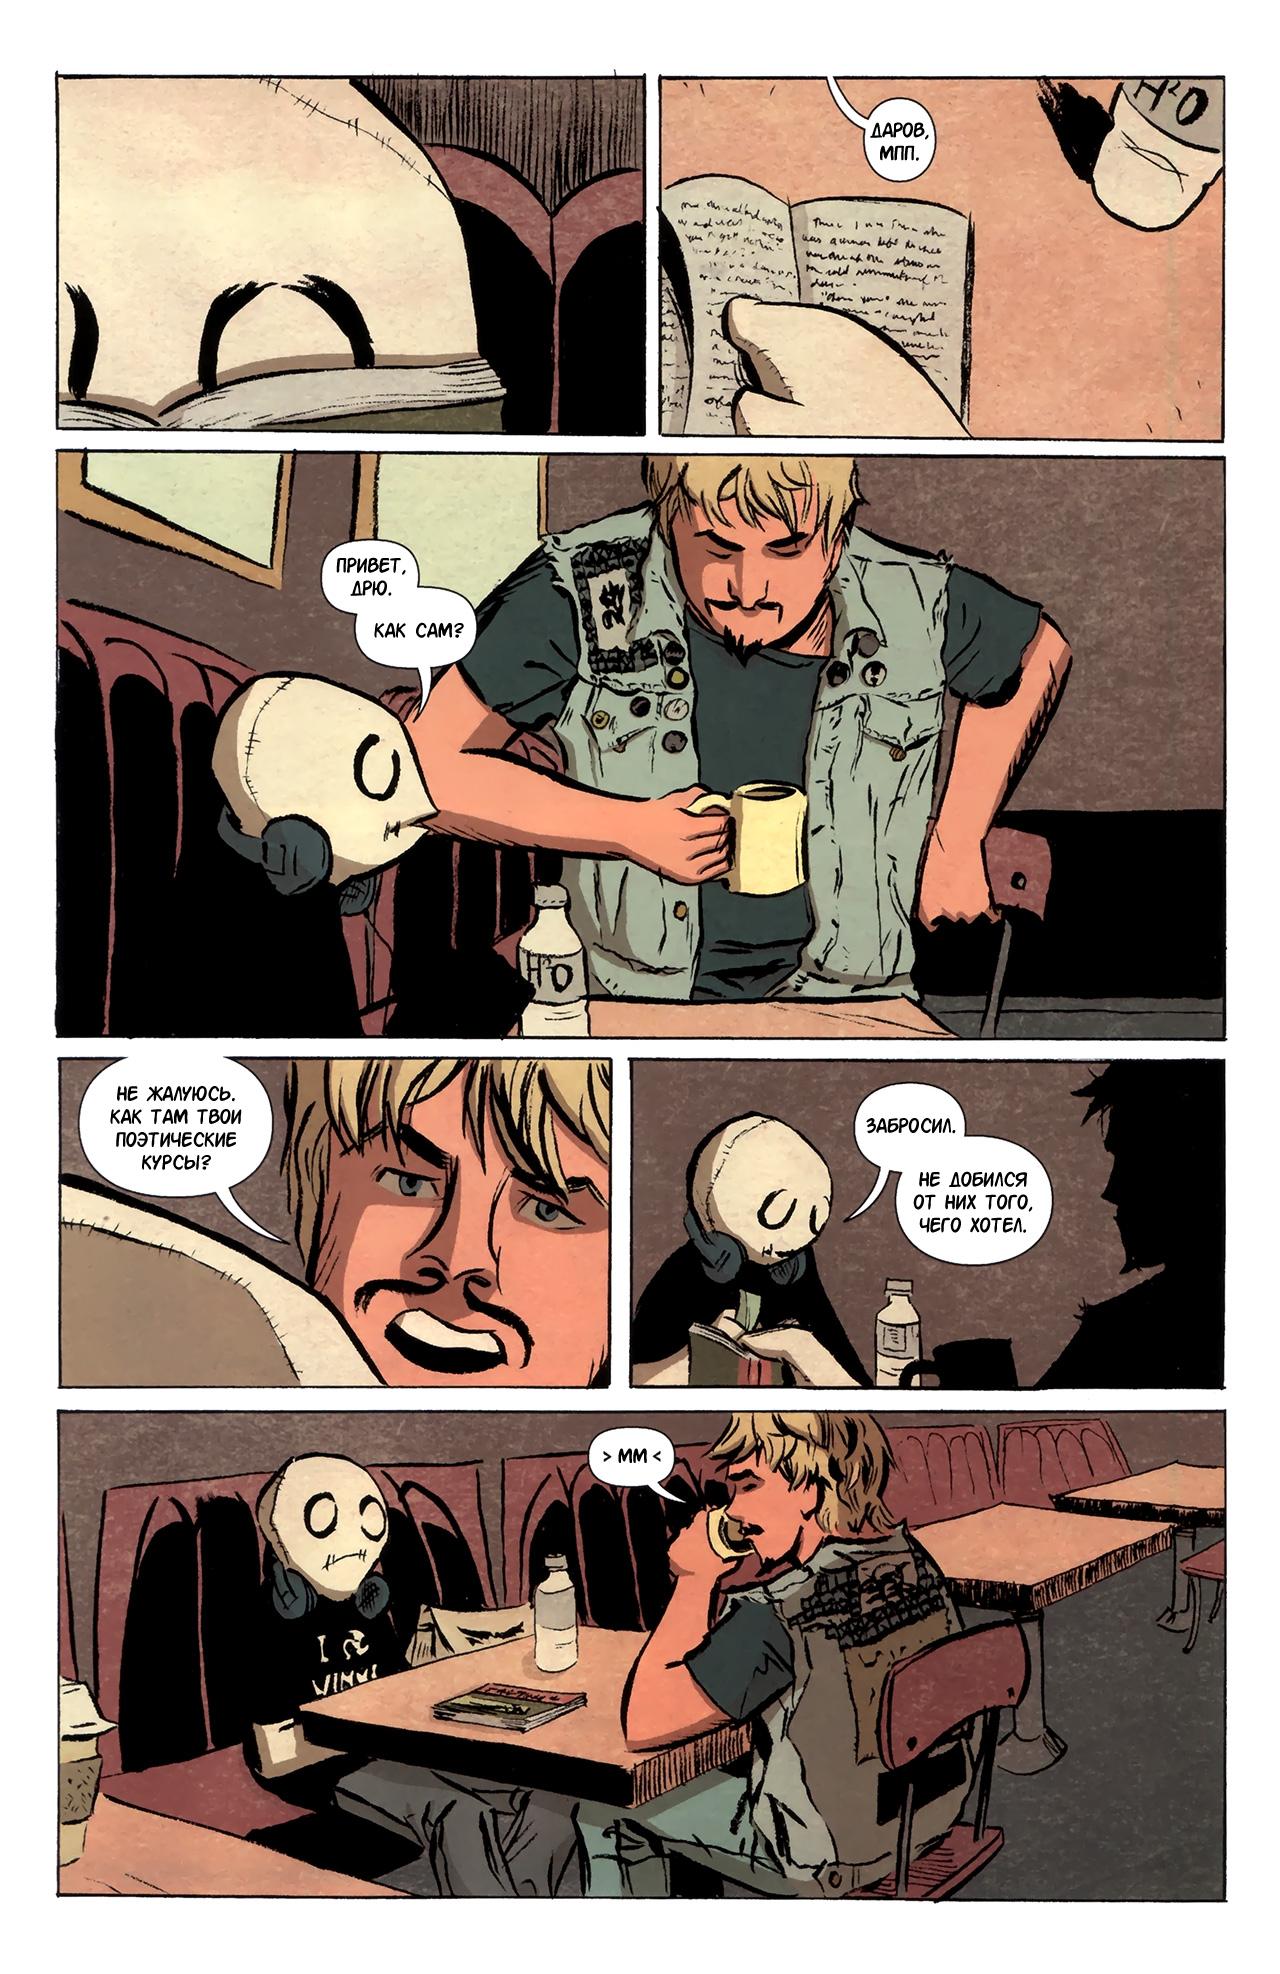 H²O
ДАРОВ,
МПП.
ПРИВЕТ,
ДРЮ.
КАК САМ?
H²O
НЕ ЖАЛУЮСЬ.
КАК ТАМ ТВОИ
ПОЭТИЧЕСКИЕ
КУРСЫ?
ЗАБРОСИЛ.
НЕ ДОБИЛСЯ
ОТ НИХ ТОГО,
ЧЕГО ХОТЕЛ.
> ММ <
I
VINYL